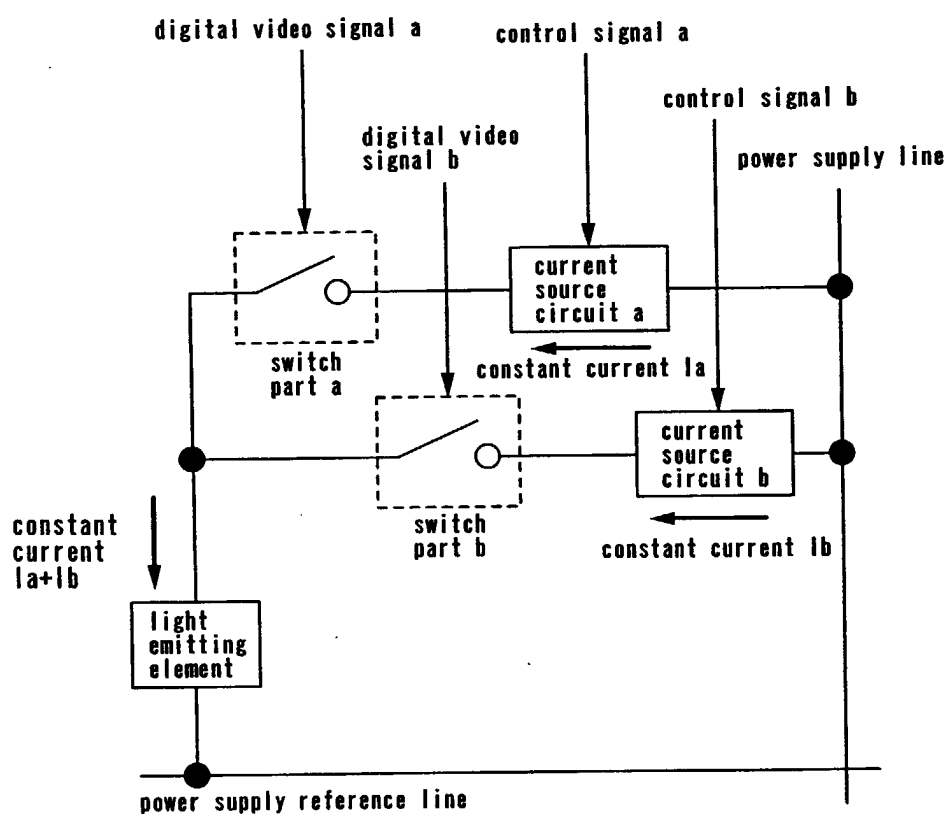 digital video signal a
control signal a
control signal b
digital video
signal b
power supply line
current
source
circuit a
switch
part a
constant current Ia
current
source
circuit b
switch
part b
constant current Ib
constant
current
Ia+Ib
light
emitting
element
power supply reference line